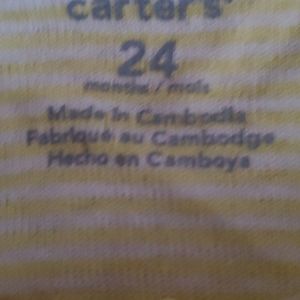 carter's
24
months / mois
Made in Cambodia
Fabriqué au Cambodge
Hecho en Camboya